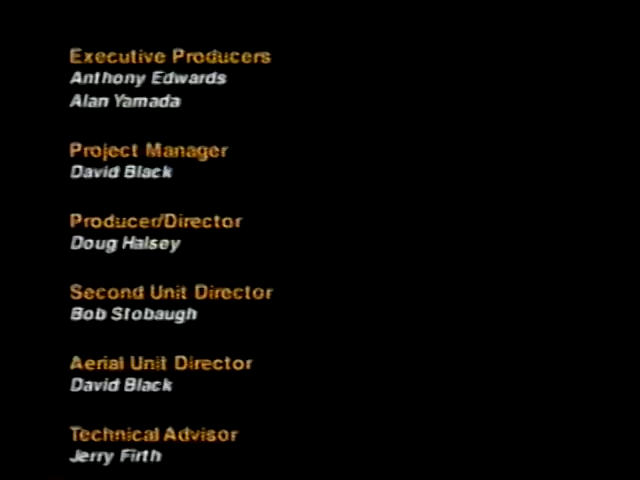 Executive Producers
Anthony Edwards
Alan Yamada
Project Manager
David Black
Producer/Director
Doug Halsey
Second Unit Director
Bob Stobaugh
Aerial Unit Director
David Black
Technical Advisor
Jerry Firth